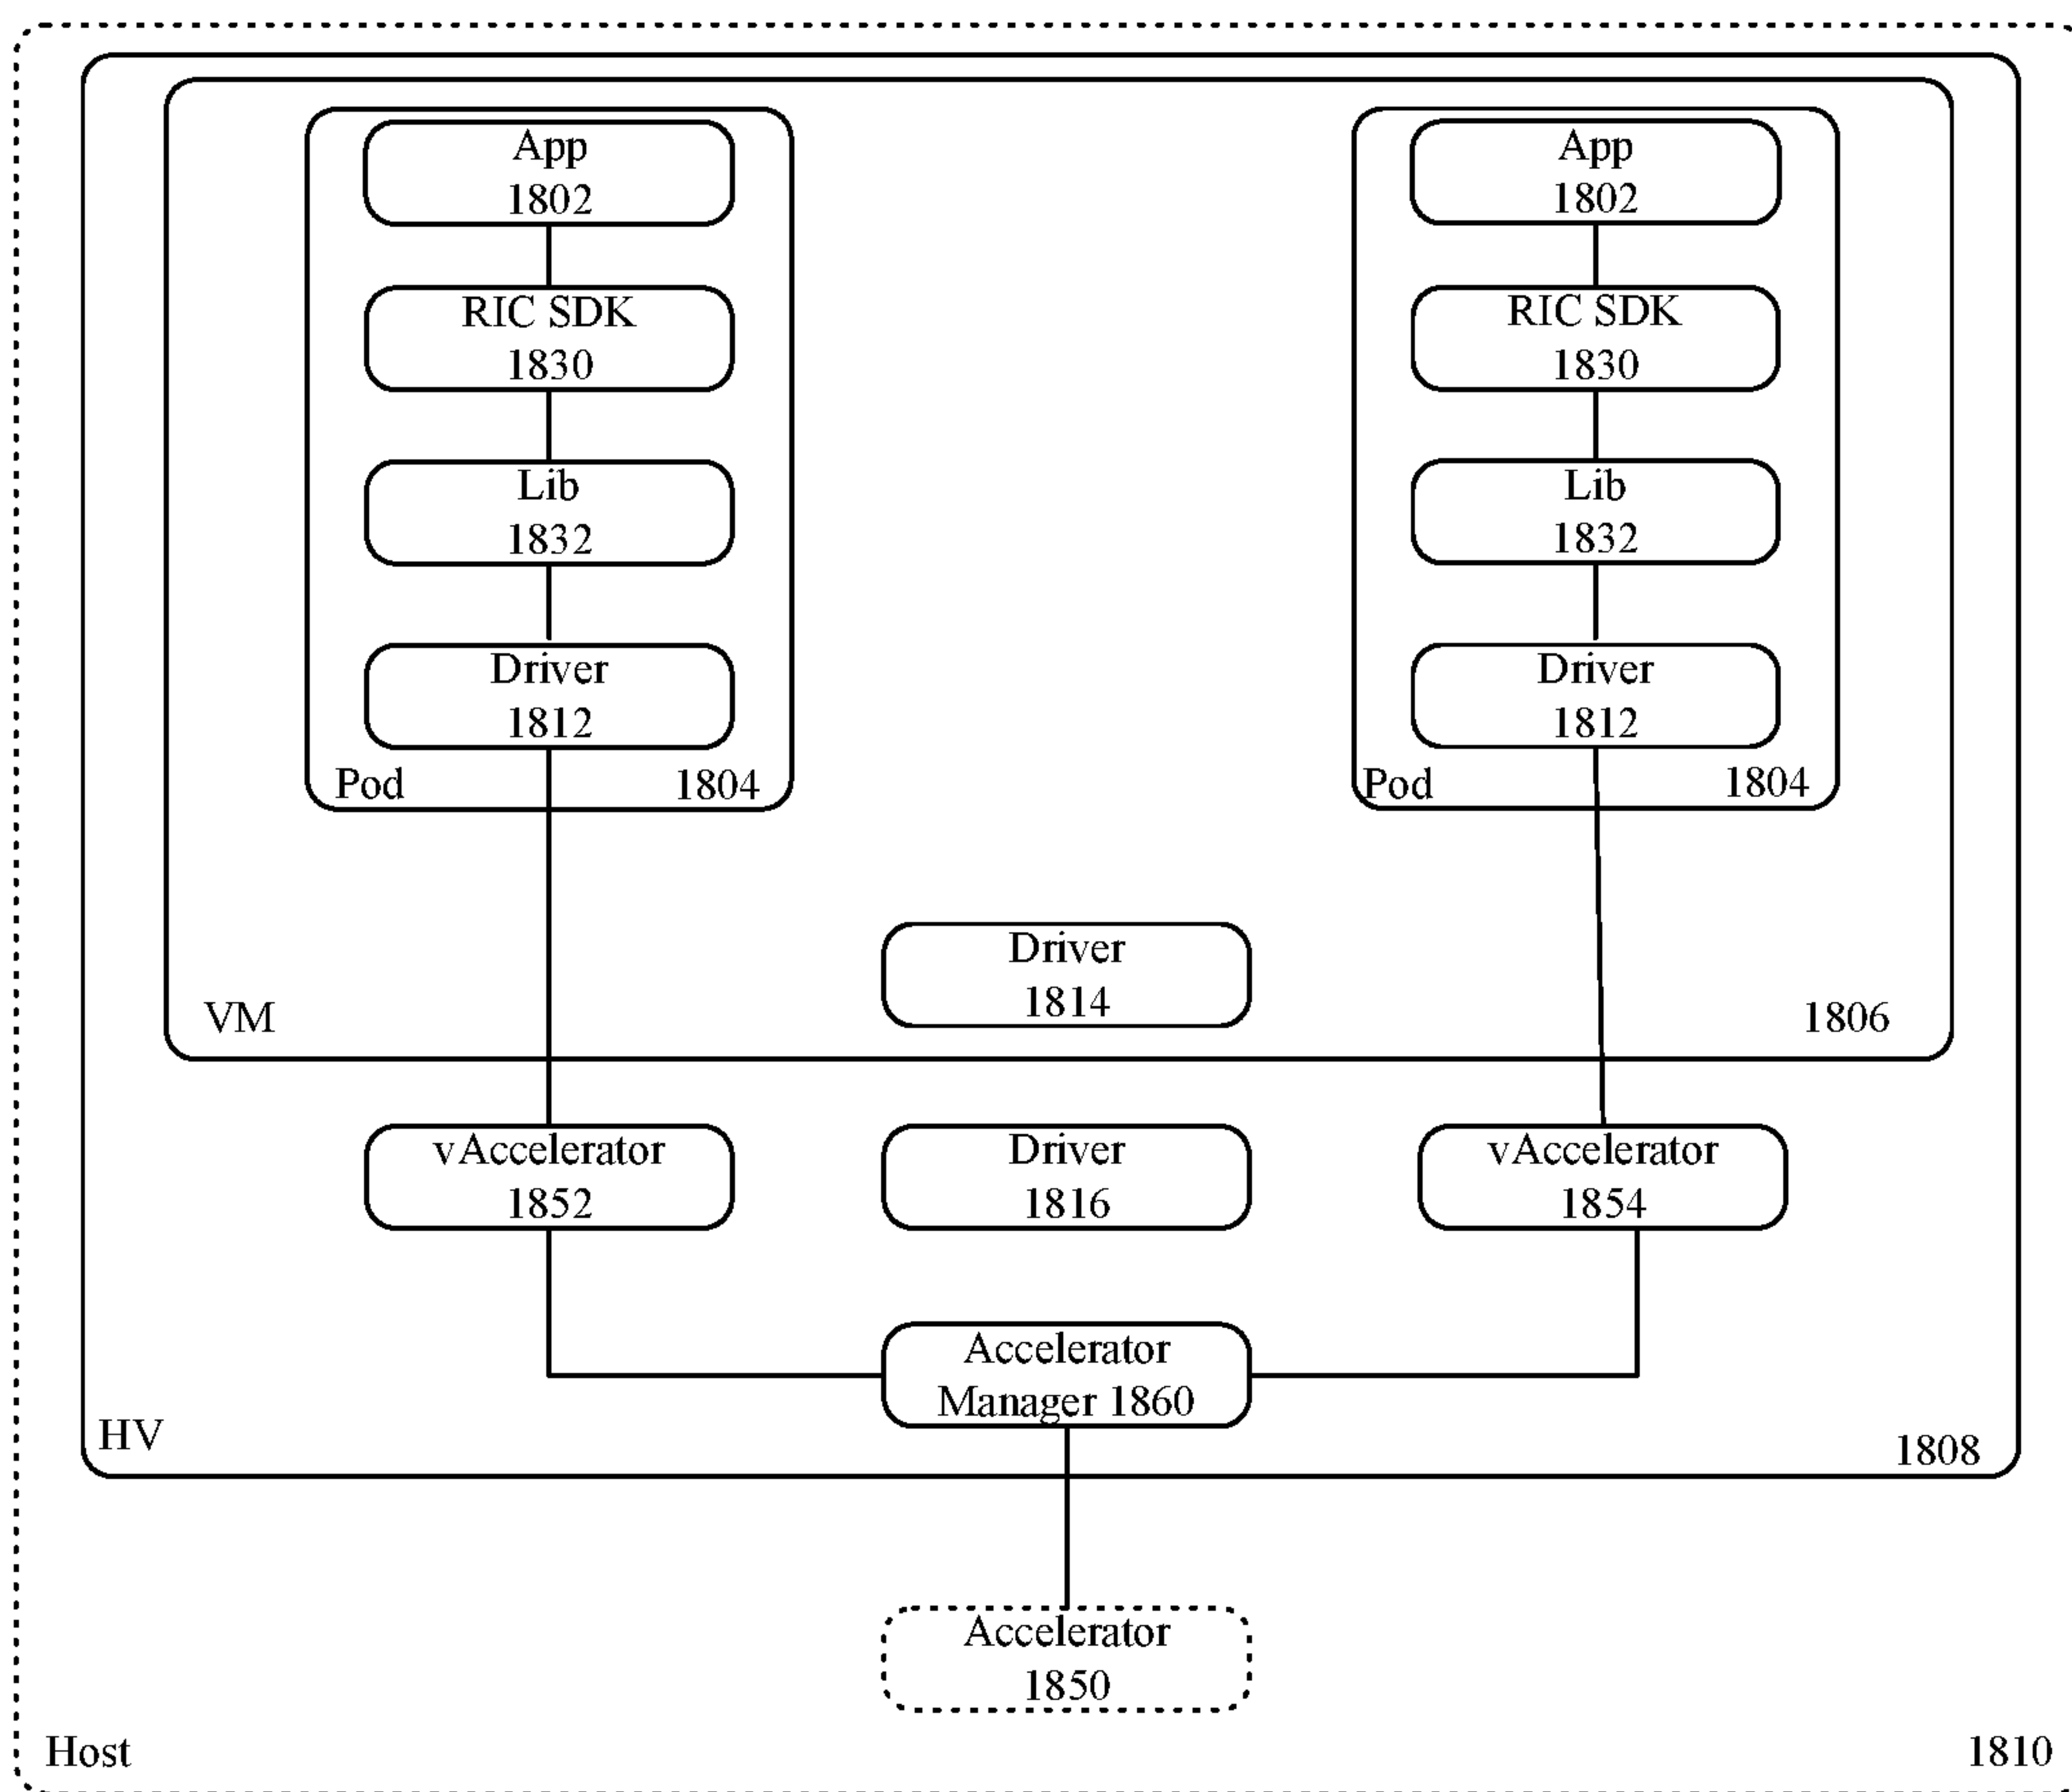 App
1802
RIC SDK
1830
Lib
1832
Driver
1812
Pod 1804
App
1802
RIC SDK
1830
Lib
1832
Driver
1812
Pod 1804
Driver
1814
VM 1806
vAccelerator
1852
Driver
1816
vAccelerator
1854
Accelerator
Manager 1860
HV 1808
Accelerator
1850
Host 1810